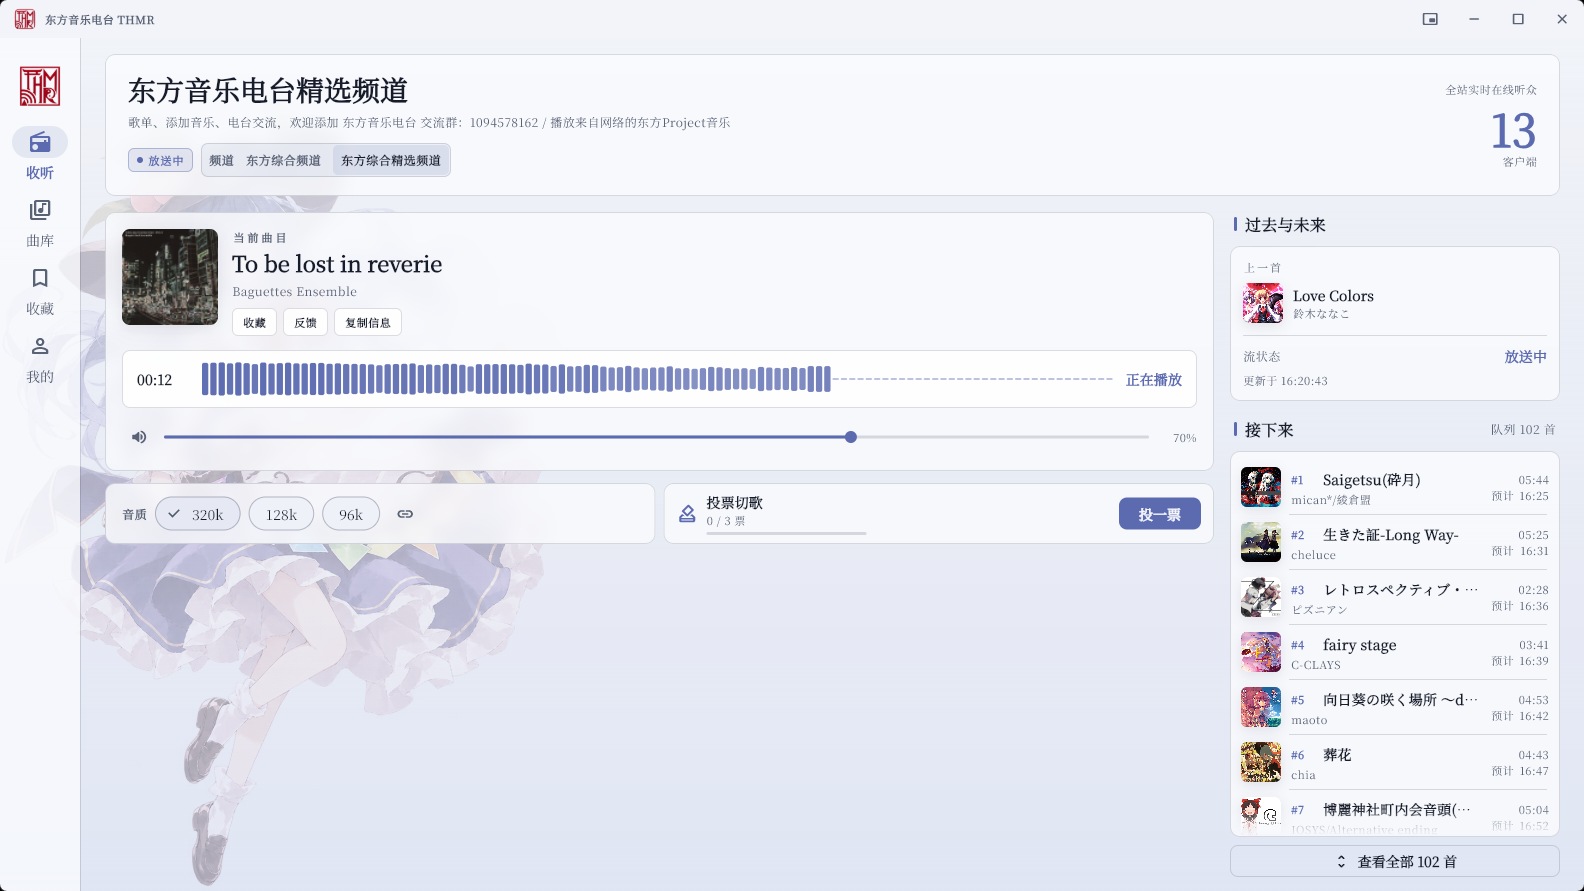 东方音乐电台 THMR
东方音乐电台精选频道
歌单、添加音乐、电台交流，欢迎添加 东方音乐电台 交流群：1094578162 / 播放来自网络的东方Project音乐
放送中
频道 东方综合频道 东方综合精选频道
全站实时在线听众
13
客户端
收听
曲库
收藏
我的
当前曲目
To be lost in reverie
Baguettes Ensemble
收藏 反馈 复制信息
00:12 正在播放
70%
音质 320k 128k 96k
投票切歌
0 / 3 票
投一票
过去与未来
上一首
Love Colors
鈴木ななこ
流状态 放送中
更新于 16:20:43
接下来 队列 102 首
#1 Saigetsu(砕月) 05:44
mican*/綾倉盟 预计 16:25
#2 生きた証-Long Way- 05:25
cheluce 预计 16:31
#3 レトロスペクティブ・… 02:28
ビズニアン 预计 16:36
#4 fairy stage 03:41
C-CLAYS 预计 16:39
#5 向日葵の咲く場所 ～d… 04:53
maoto 预计 16:42
#6 葬花 04:43
chia 预计 16:47
#7 博麗神社町内会音頭(… 05:04
IOSYS/Alternative ending 预计 16:52
查看全部 102 首